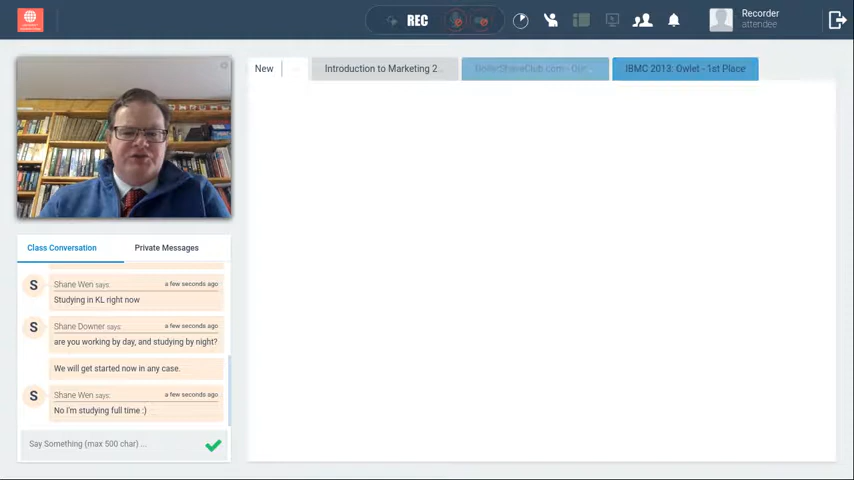 REC
Recorder
attendee
New
Introduction to Marketing 2...
DollarShaveClub.com - Our ...
IBMC 2013: Owlet - 1st Place
Class Conversation
Private Messages
S
Shane Wen says:
a few seconds ago
Studying in KL right now
S
Shane Downer says:
a few seconds ago
are you working by day, and studying by night?
We will get started now in any case.
S
Shane Wen says:
a few seconds ago
No I'm studying full time :)
Say Something (max 500 char) ...